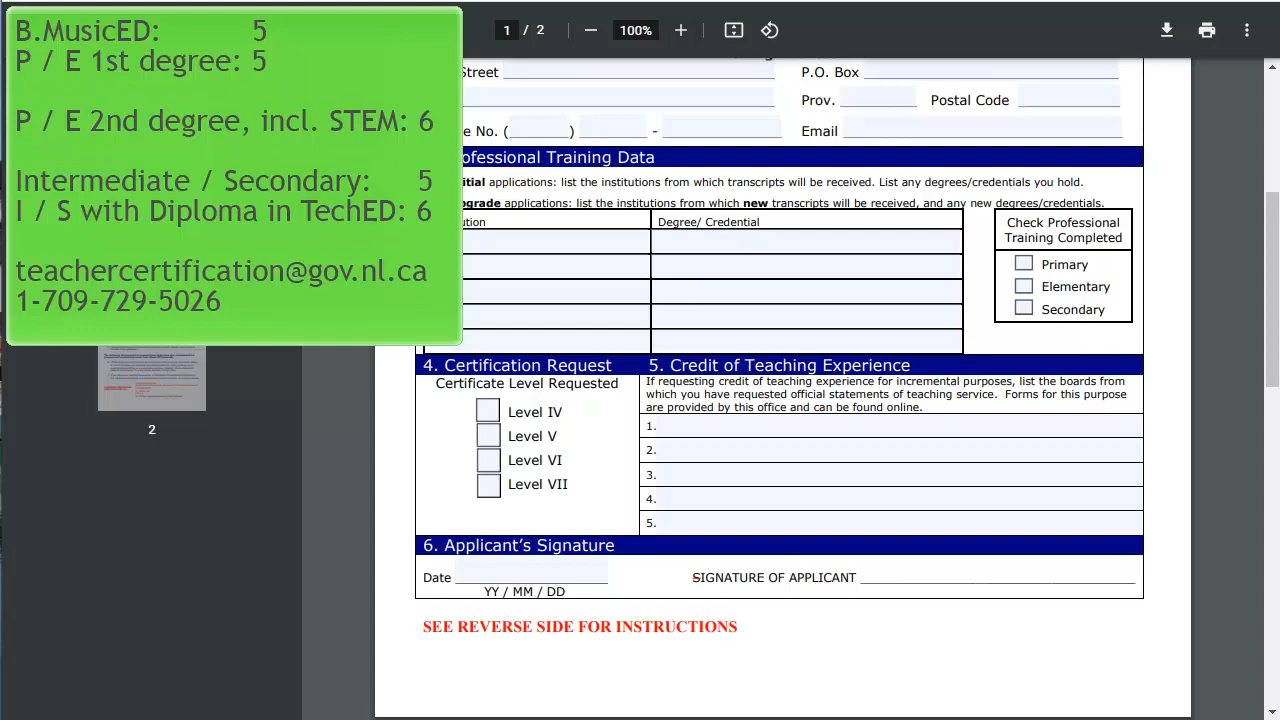 B.MusicED: 5
P / E 1st degree: 5
P / E 2nd degree, incl. STEM: 6
Intermediate / Secondary: 5
I / S with Diploma in TechED: 6
teachercertification@gov.nl.ca
1-709-729-5026
1 / 2
100%
2
Street
P.O. Box
Prov.
Postal Code
No. ( ) -
Email
Training Data
applications: list the institutions from which transcripts will be received. List any degrees/credentials you hold.
applications: list the institutions from which new transcripts will be received, and any new degrees/credentials.
Degree/ Credential
Check Professional
Training Completed
Primary
Elementary
Secondary
4. Certification Request
Certificate Level Requested
Level IV
Level V
Level VI
Level VII
5. Credit of Teaching Experience
If requesting credit of teaching experience for incremental purposes, list the boards from
which you have requested official statements of teaching service. Forms for this purpose
are provided by this office and can be found online.
1.
2.
3.
4.
5.
6. Applicant's Signature
Date
YY / MM / DD
SIGNATURE OF APPLICANT
SEE REVERSE SIDE FOR INSTRUCTIONS